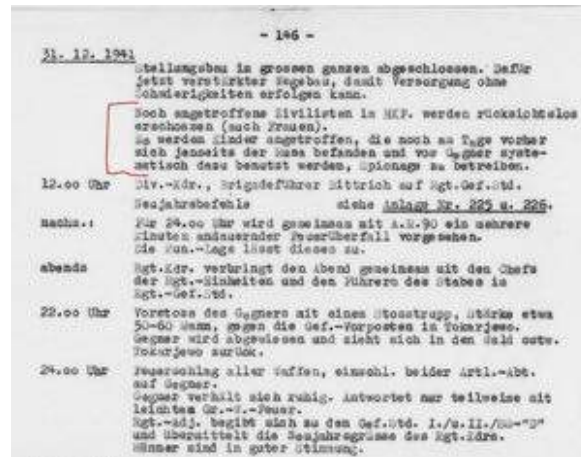 - 146 -
31. 12. 1941
Stellungsbau im grossen ganzen abgeschlossen. Dafür
jetzt verstärkter Wegebau, damit Versorgung ohne
Schwierigkeiten erfolgen kann.
Noch angetroffene Zivilisten in HKF. werden rücksichtslos
erschossen (auch Frauen).
Es werden Kinder angetroffen, die noch am Tage vorher
sich jenseits der befanden und vom Gegner syste-
matisch dazu benutzt werden, Spionage zu betreiben.
12.oo Uhr Div.-Kdr., Brigadeführer Dittrich auf Rgt.Gef.Std.
Neujahrsbefehle siehe Anlage Nr. 225 u. 226.
nachm.: Für 24.oo Uhr wird gemeinsam mit A.R.90 ein mehrere
Minuten andauernder Feuerüberfall vorgesehen.
Die Mun.-Lage lässt diesen zu.
abends Rgt.Kdr. verbringt den Abend gemeinsam mit den Chefs
der Rgt.-Einheiten und den Führern des Stabes im
Rgt.-Gef.Std.
22.oo Uhr Vorstoss des Gegners mit einem Stosstrupp, Stärke etwa
50-60 Mann, gegen die Gef.-Vorposten in Tokarjewo.
Gegner wird abgewiesen und zieht sich in den Wald ostw.
Tokarjewo zurück.
24.oo Uhr Feuerschlag aller Waffen, einschl. beider Artl.-Abt.
auf Gegner.
Gegner verhält sich ruhig. Antwortet nur teilweise mit
leichtem Gr.-W.-Feuer.
Rgt.-Adj. begibt sich zu den Gef.Std. I./u.II./
und übermittelt die Neujahrsgrüsse des Rgt.Kdrs.
Männer sind in guter Stimmung.